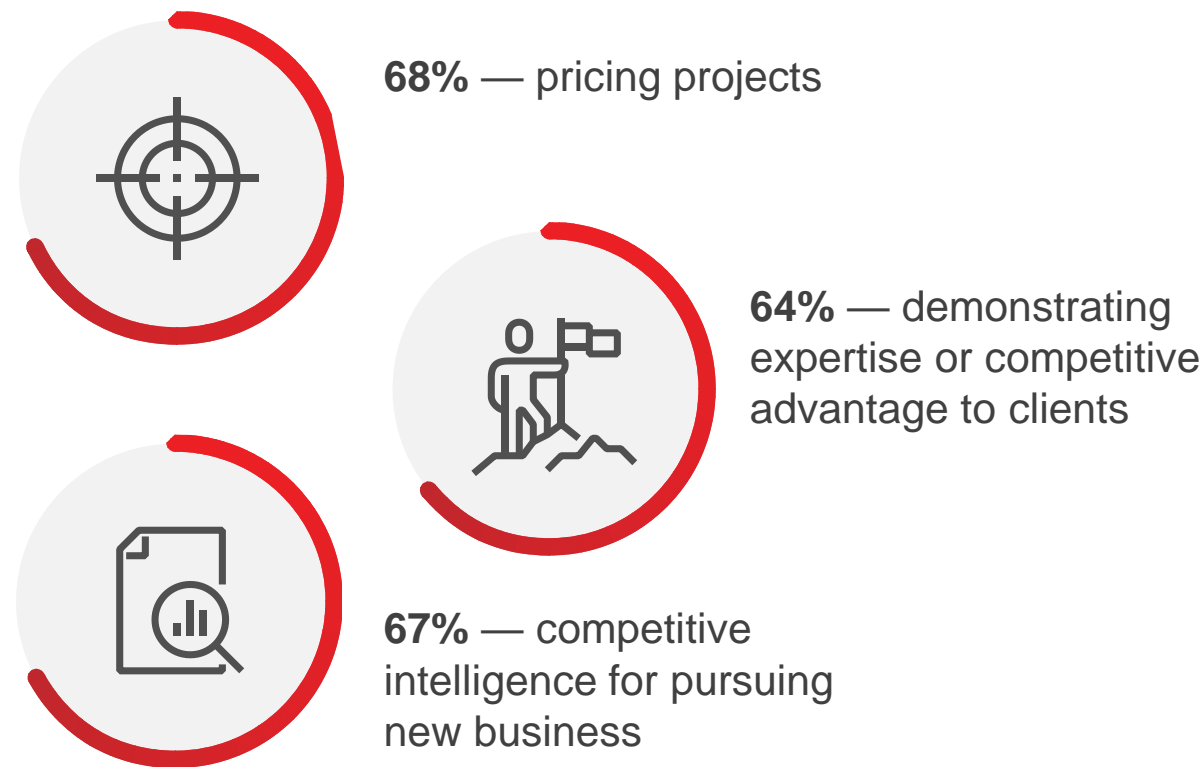 68% — pricing projects
64% — demonstrating
expertise or competitive
advantage to clients
67% — competitive
intelligence for pursuing
new business